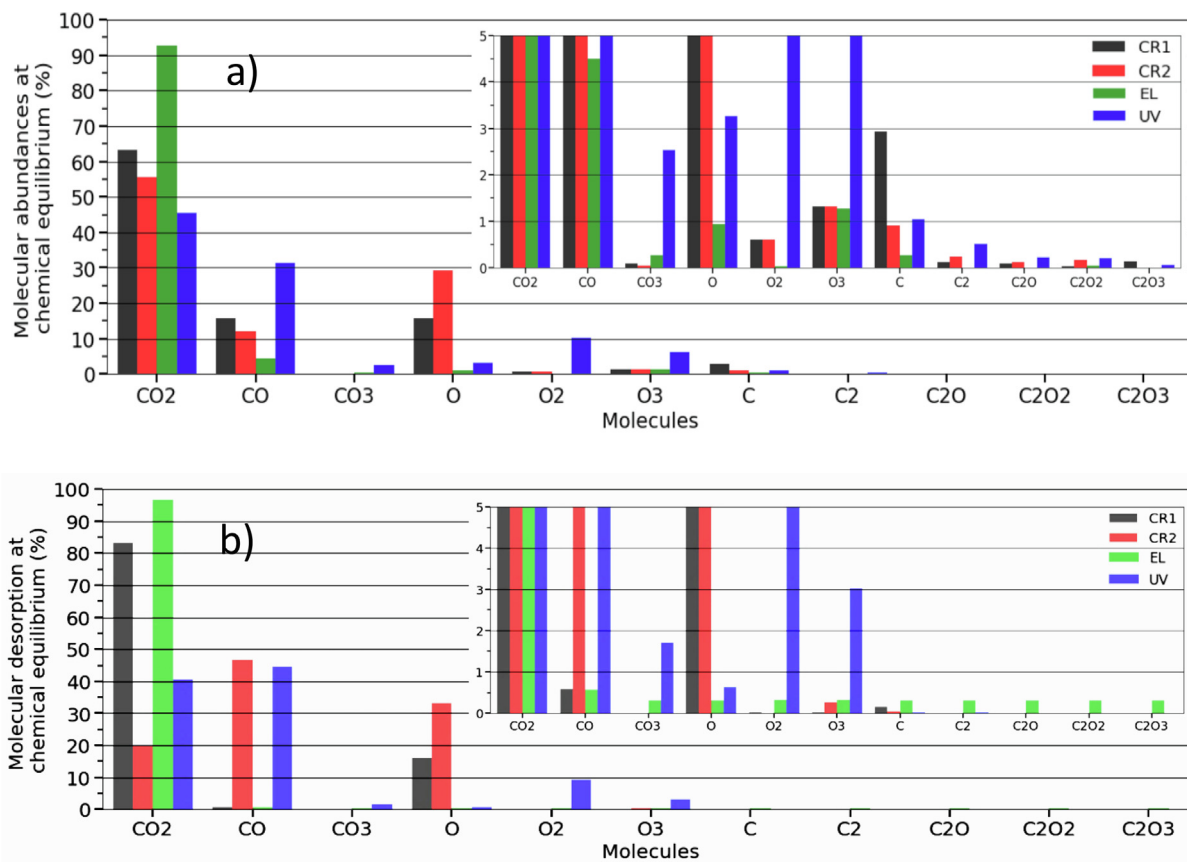 a)
Molecular abundances at
chemical equilibrium (%)
100
90
80
70
60
50
40
30
20
10
0
5
4
3
2
1
0
CR1
CR2
EL
UV
CO2 CO CO3 O O2 O3 C C2 C2O C2O2 C2O3
CO2 CO CO3 O O2 O3 C C2 C2O C2O2 C2O3
Molecules
b)
Molecular desorption at
chemical equilibrium (%)
100
90
80
70
60
50
40
30
20
10
0
5
4
3
2
1
0
CR1
CR2
EL
UV
CO2 CO CO3 O O2 O3 C C2 C2O C2O2 C2O3
CO2 CO CO3 O O2 O3 C C2 C2O C2O2 C2O3
Molecules